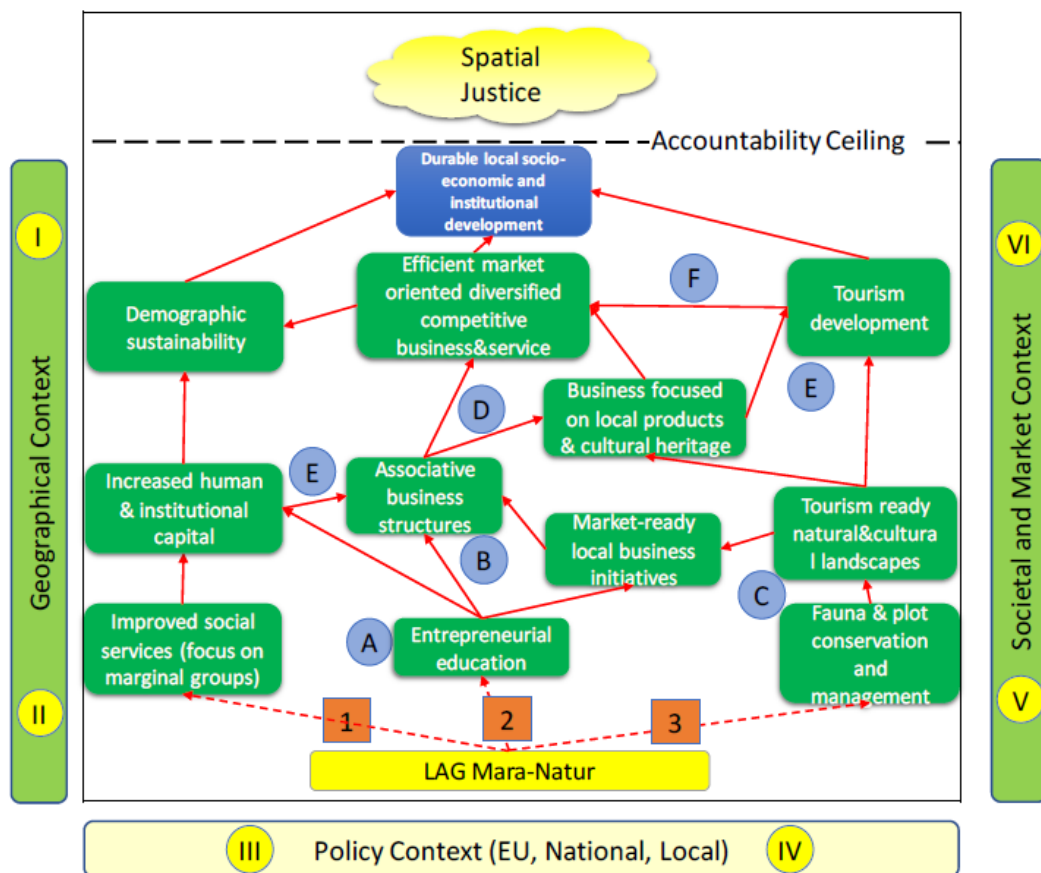 Spatial
Justice
Accountability Ceiling
Durable local socio-
economic and
institutional
development
I
VI
Efficient market
oriented diversified
competitive
business&service
F
Tourism
development
Demographic
sustainability
E
Business focused
on local products
& cultural heritage
D
Geographical Context
Societal and Market Context
E
Increased human
& institutional
capital
Associative
business
structures
Tourism ready
natural&cultura
l landscapes
Market-ready
local business
initiatives
B
C
Improved social
services (focus on
marginal groups)
A
Entrepreneurial
education
Fauna & plot
conservation
and
management
II
V
1
2
3
LAG Mara-Natur
III
Policy Context (EU, National, Local)
IV